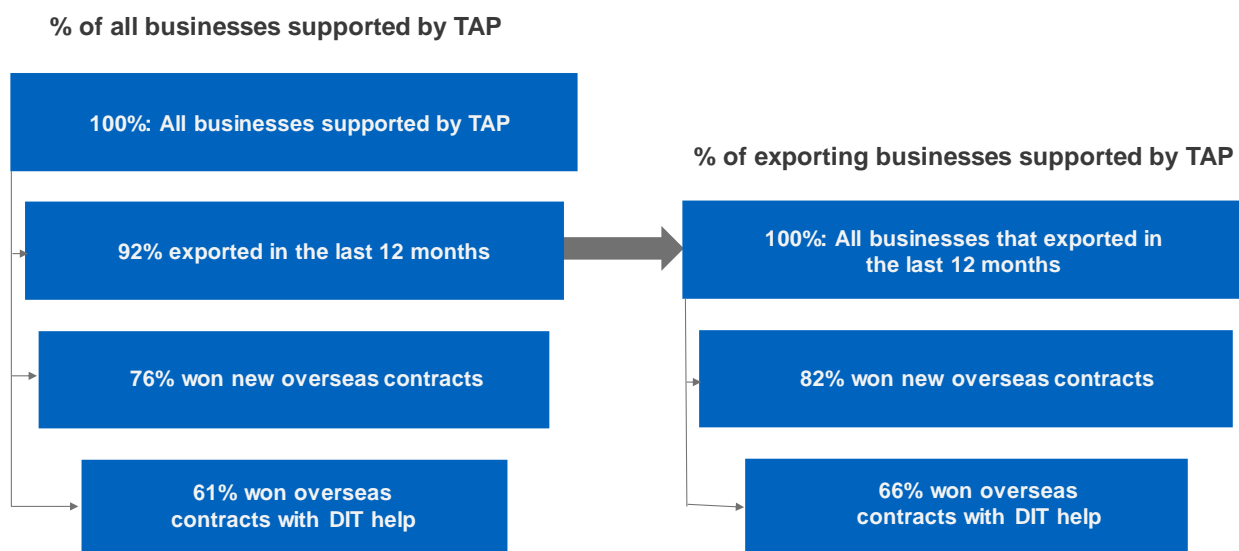 % of all businesses supported by TAP
100%: All businesses supported by TAP
92% exported in the last 12 months
76% won new overseas contracts
61% won overseas
contracts with DIT help
% of exporting businesses supported by TAP
100%: All businesses that exported in
the last 12 months
82% won new overseas contracts
66% won overseas
contracts with DIT help